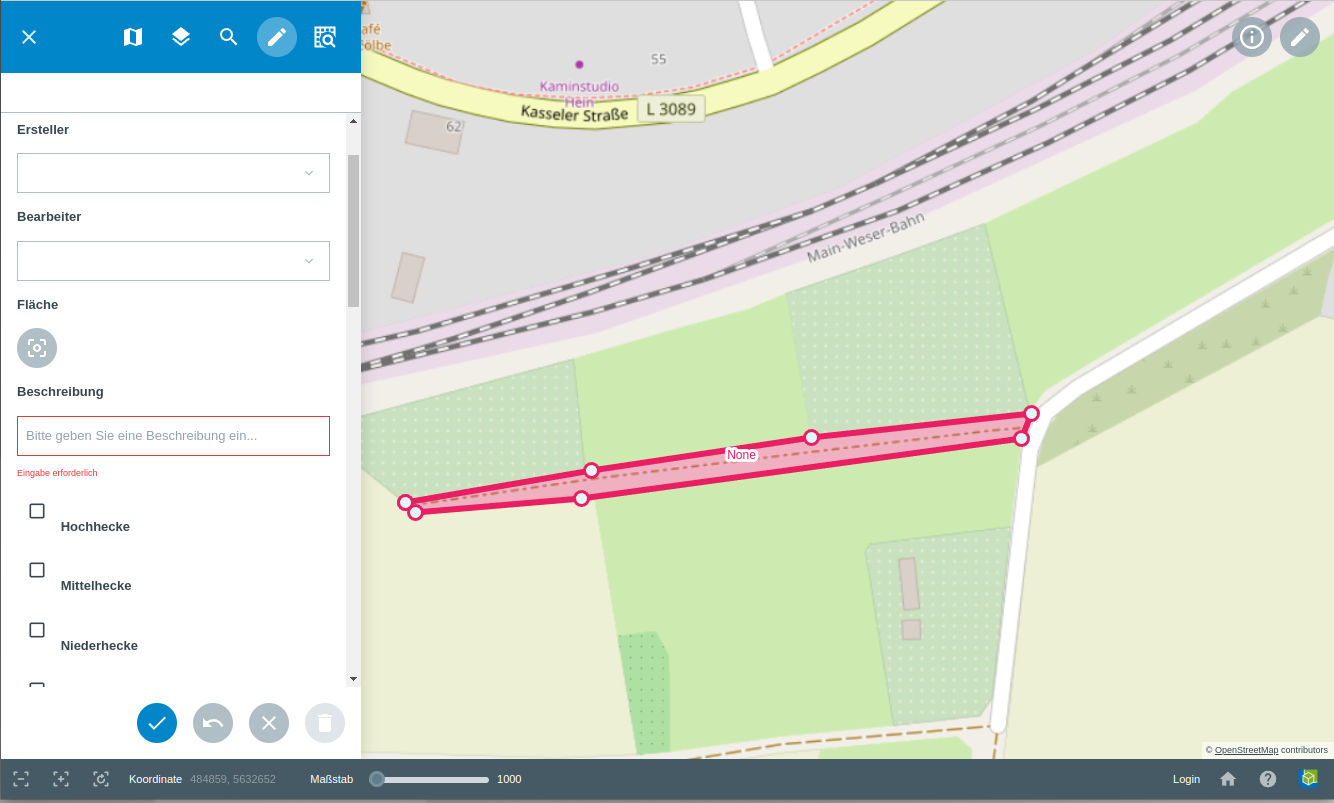 Ersteller
Bearbeiter
Fläche
Beschreibung
Bitte geben Sie eine Beschreibung ein...
Eingabe erforderlich
Hochhecke
Mittelhecke
Niederhecke
afé
ölbe
55
Kaminstudio
Hein
Kasseler Straße
L 3089
62
Main-Weser-Bahn
None
© OpenStreetMap contributors
Koordinate 484859, 5632652
Maßstab
1000
Login